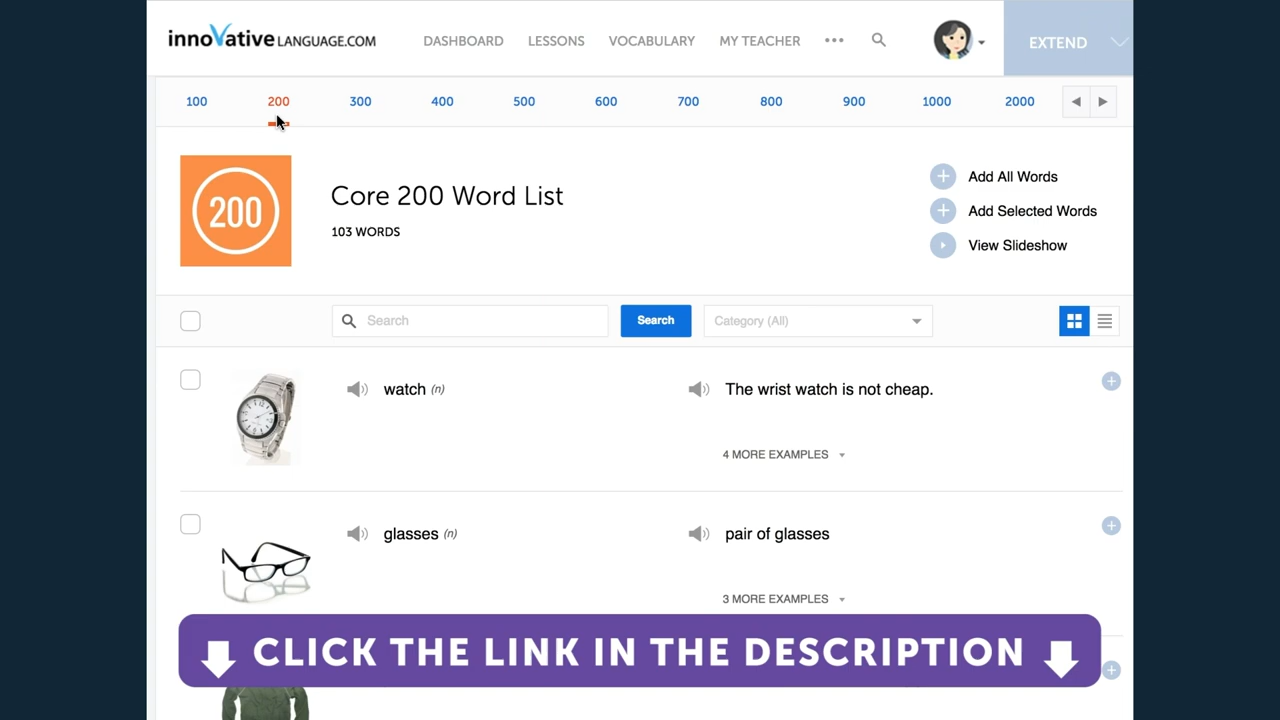 innoVative LANGUAGE.COM
DASHBOARD LESSONS VOCABULARY MY TEACHER EXTEND
100 200 300 400 500 600 700 800 900 1000 2000
200
Core 200 Word List
103 WORDS
Add All Words
Add Selected Words
View Slideshow
Search Search Category (All)
watch (n) The wrist watch is not cheap.
4 MORE EXAMPLES
glasses (n) pair of glasses
3 MORE EXAMPLES
CLICK THE LINK IN THE DESCRIPTION